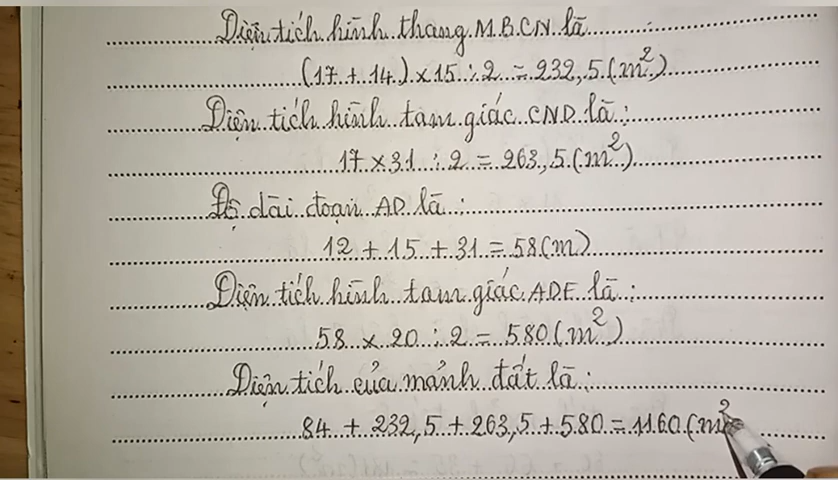 Diện tích hình thang M.B.C.N là
(17 + 14) × 15 : 2 = 232,5 (m²)
Diện tích hình tam giác CND là :
17 × 31 : 2 = 263,5 (m²)
Độ dài đoạn AD là :
12 + 15 + 31 = 58 (m)
Diện tích hình tam giác ADE là :
58 × 20 : 2 = 580 (m²)
Diện tích của mảnh đất là :
84 + 232,5 + 263,5 + 580 = 1160 (m²